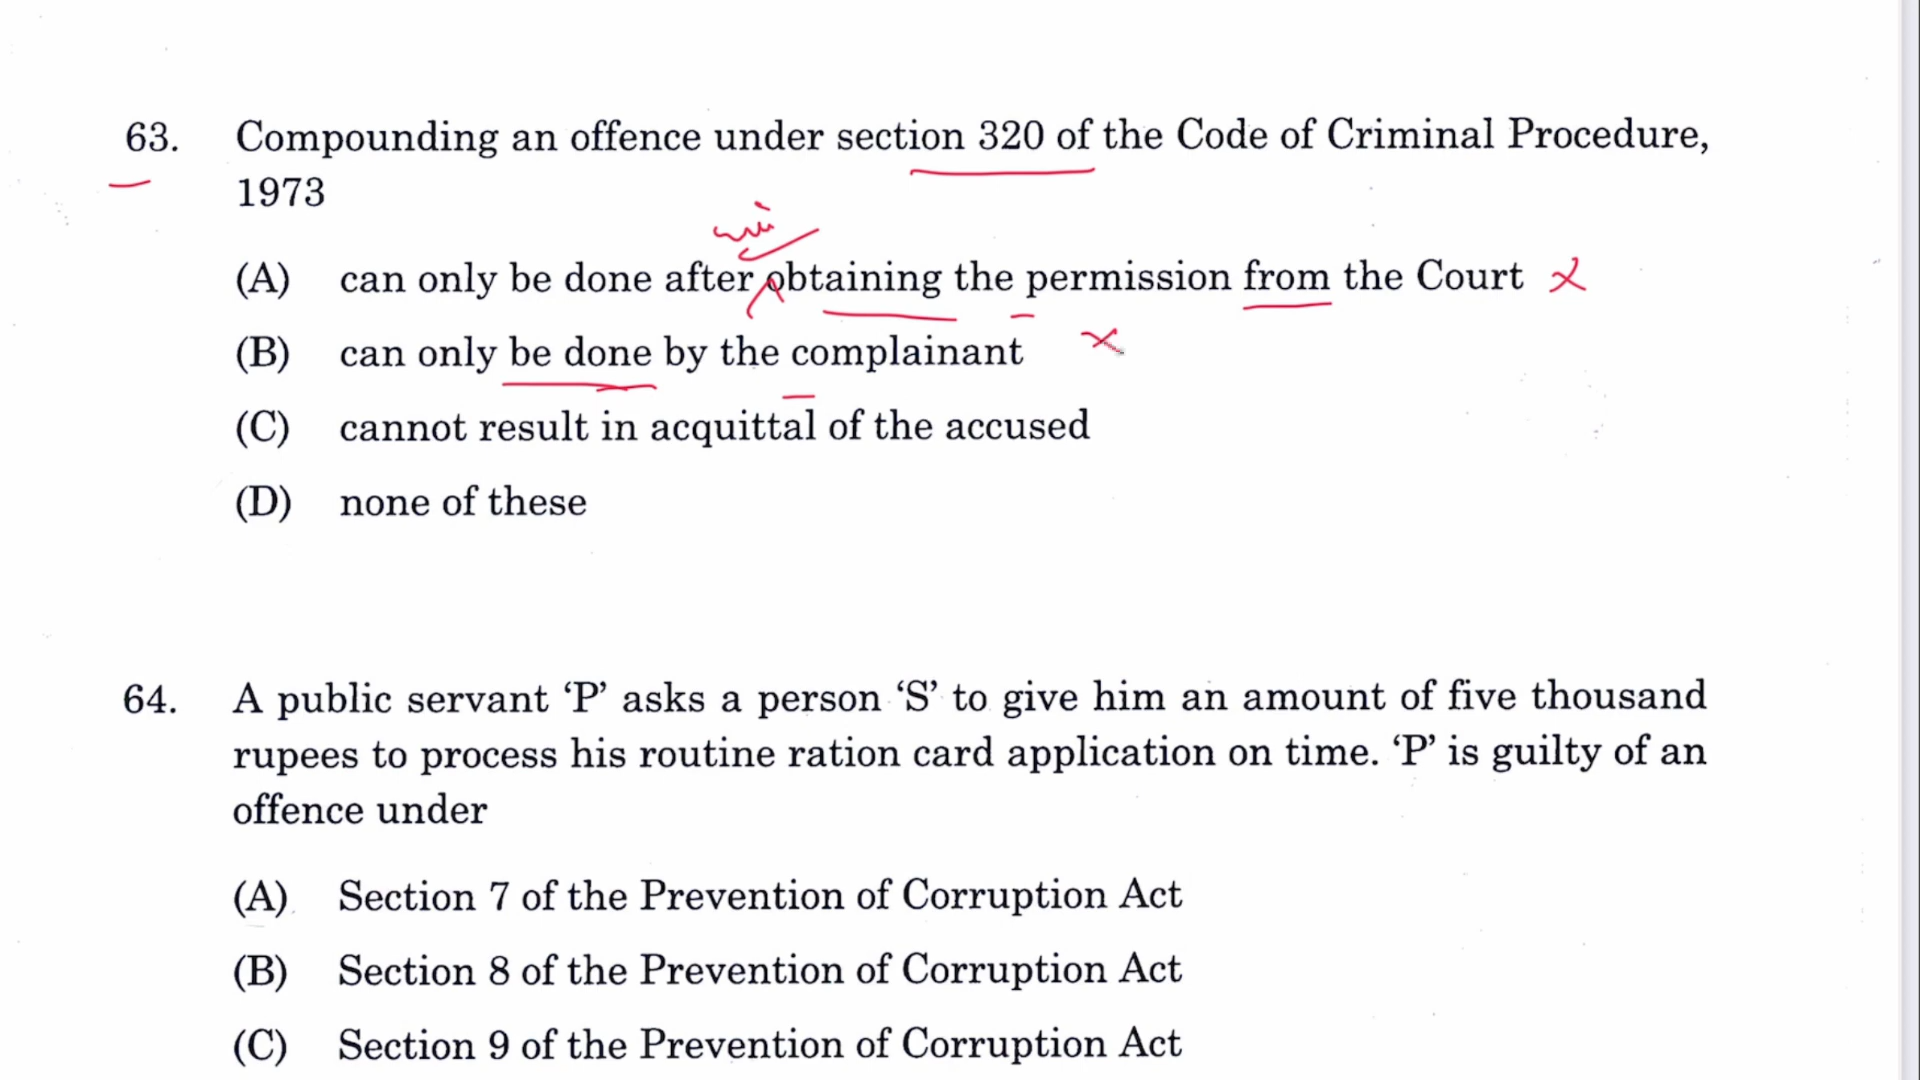 63. Compounding an offence under section 320 of the Code of Criminal Procedure,
1973
(A) can only be done after obtaining the permission from the Court
(B) can only be done by the complainant
(C) cannot result in acquittal of the accused
(D) none of these
64. A public servant ‘P’ asks a person ‘S’ to give him an amount of five thousand
rupees to process his routine ration card application on time. ‘P’ is guilty of an
offence under
(A) Section 7 of the Prevention of Corruption Act
(B) Section 8 of the Prevention of Corruption Act
(C) Section 9 of the Prevention of Corruption Act